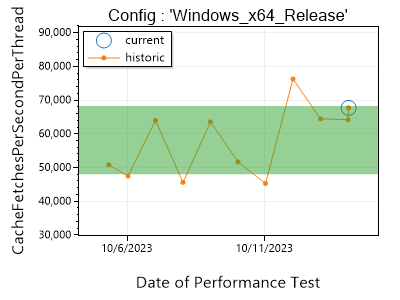 Config : 'Windows_x64_Release'
current
historic
CacheFetchesPerSecondPerThread
90,000
80,000
70,000
60,000
50,000
40,000
30,000
10/6/2023
10/11/2023
Date of Performance Test